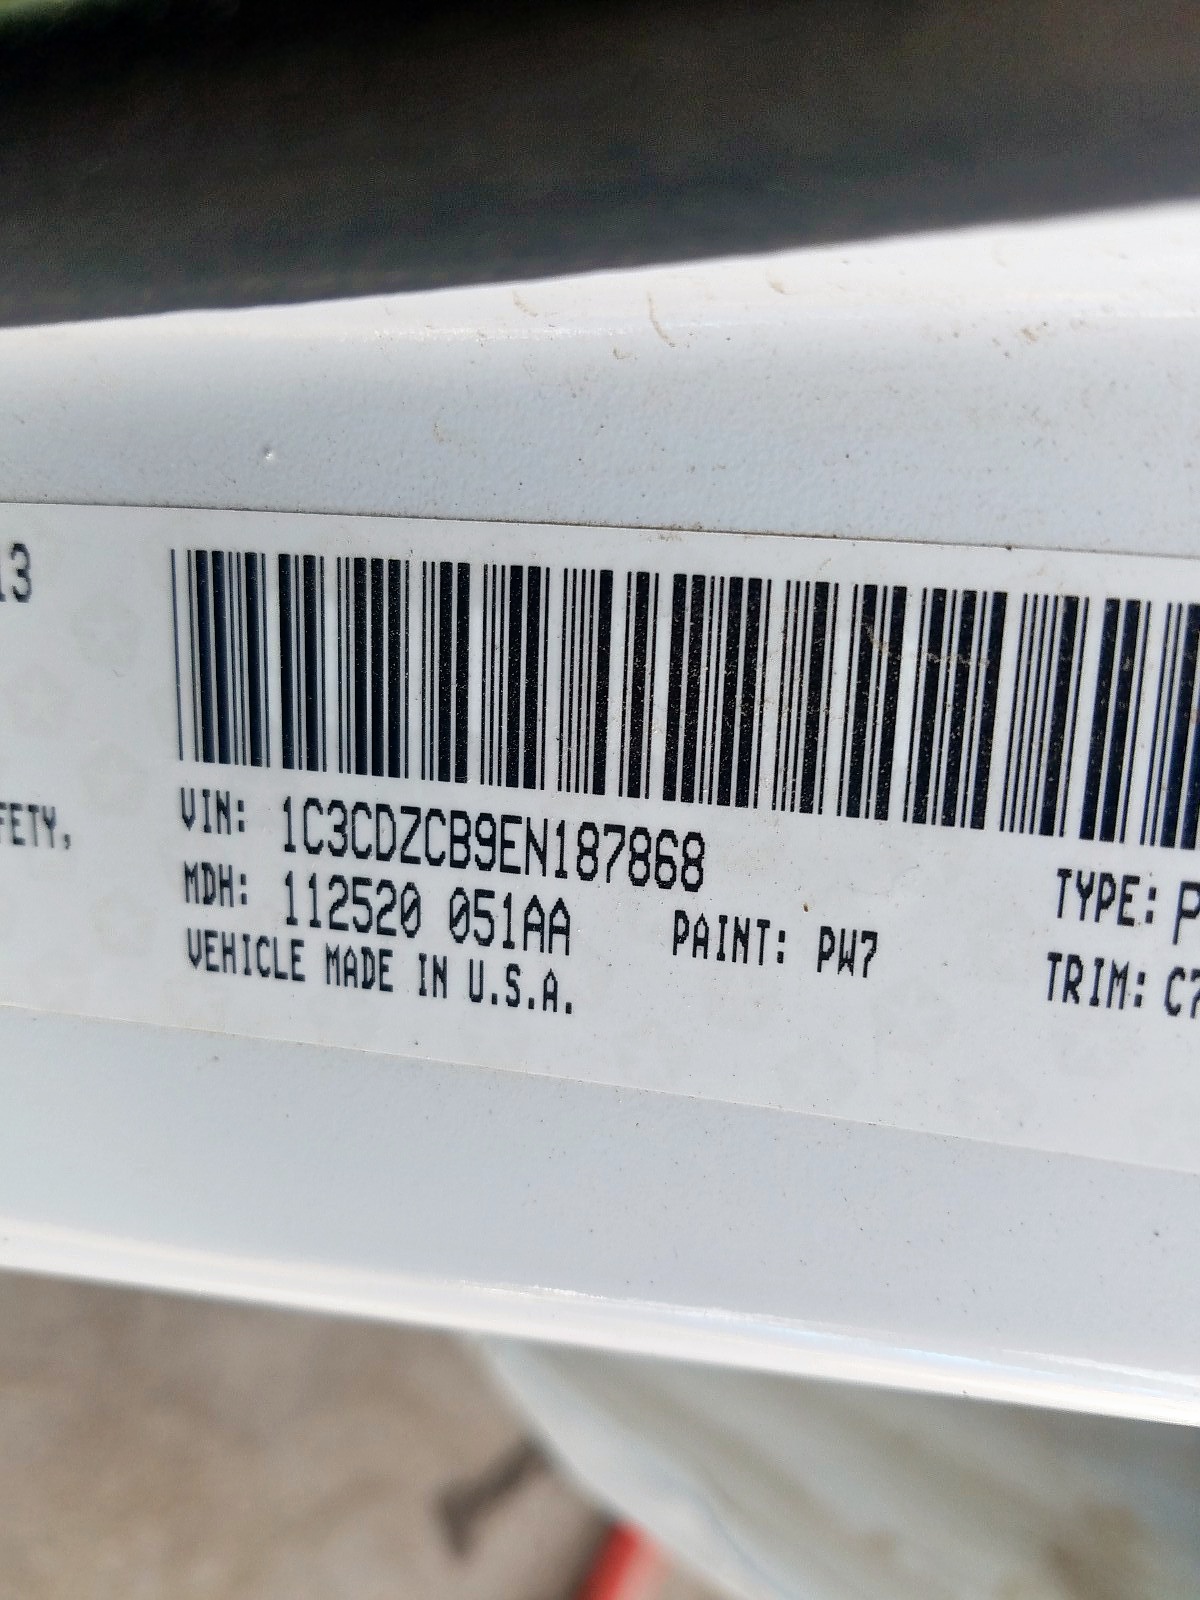 13
FETY,
VIN: 1C3CDZCB9EN187868
MDH: 112520 051AA PAINT: PW7
VEHICLE MADE IN U.S.A.
TYPE: P
TRIM: C7